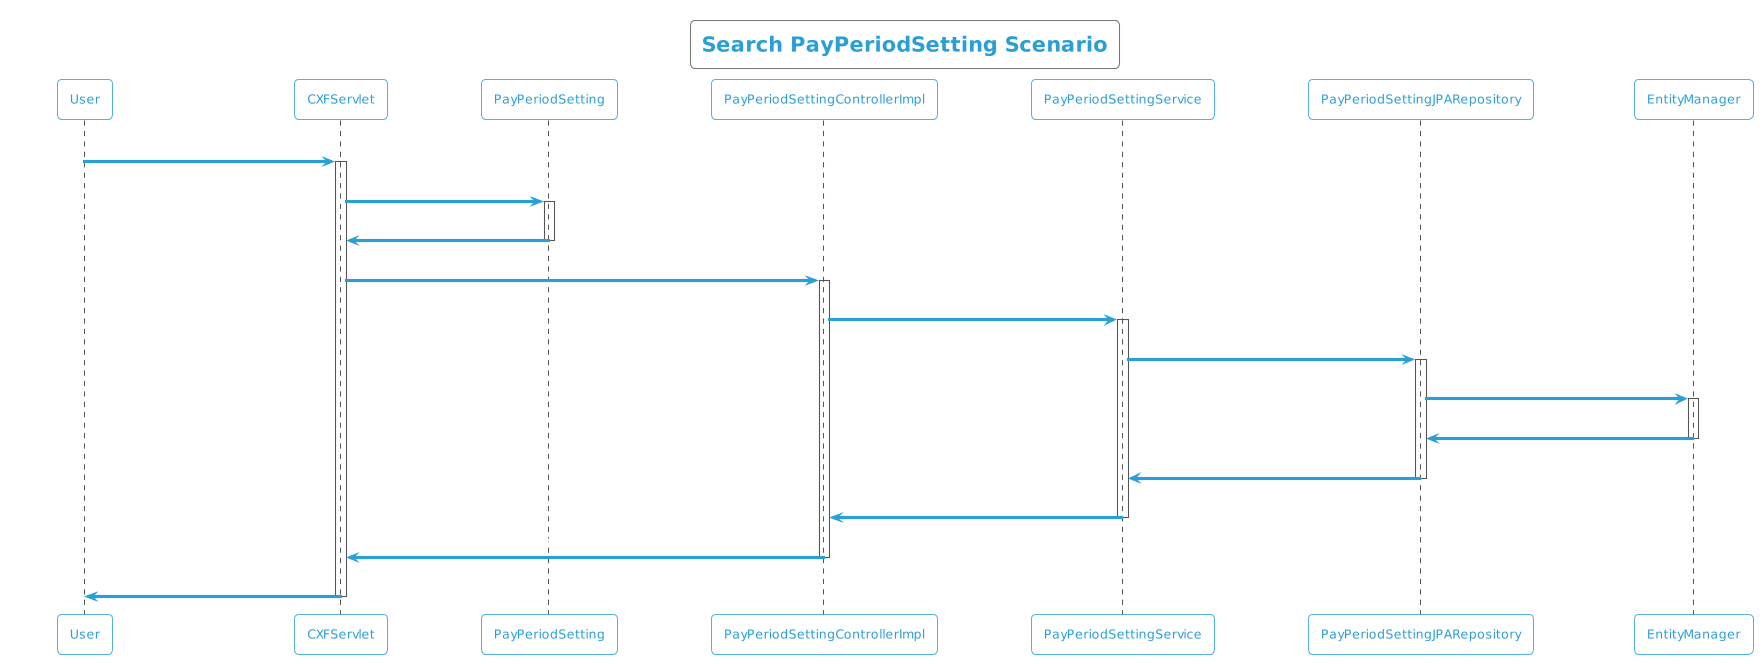 Search PayPeriodSetting Scenario
User
CXFServlet
PayPeriodSetting
PayPeriodSettingControllerImpl
PayPeriodSettingService
PayPeriodSettingJPARepository
EntityManager
User
CXFServlet
PayPeriodSetting
PayPeriodSettingControllerImpl
PayPeriodSettingService
PayPeriodSettingJPARepository
EntityManager